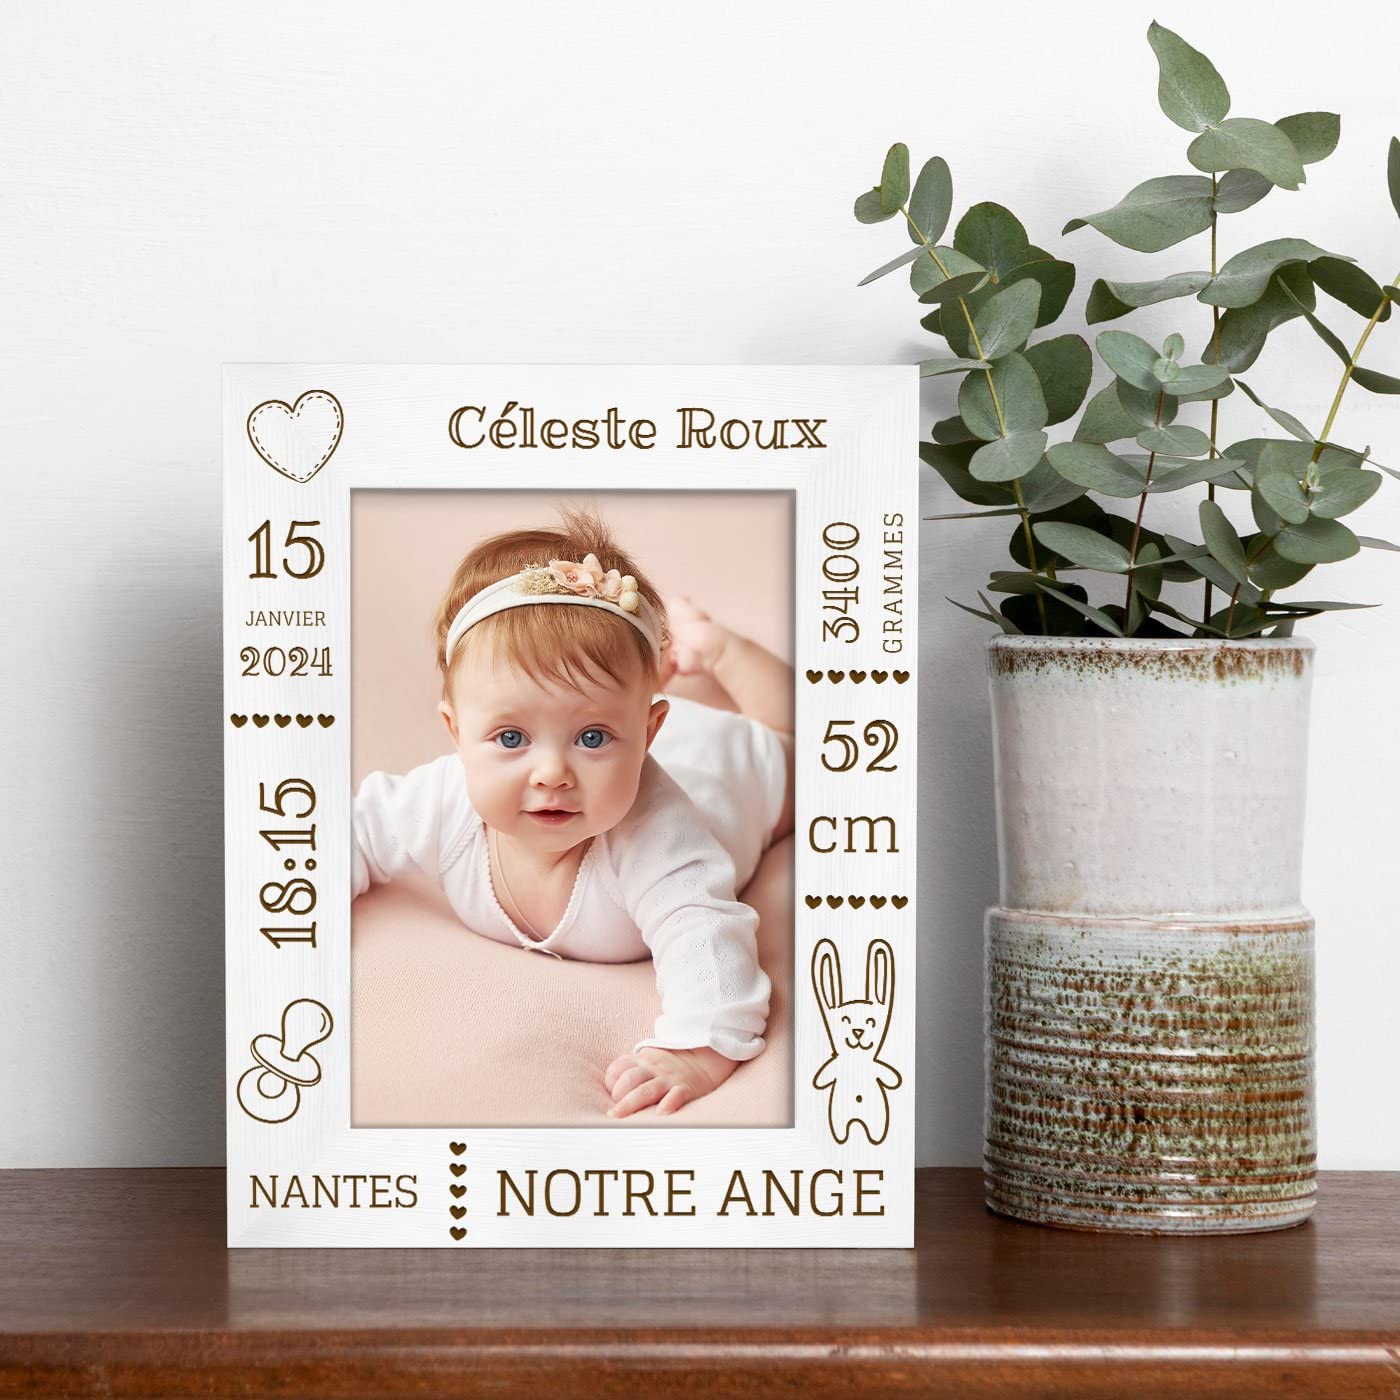 Céleste Roux
15
JANVIER
2024
18:15
3400
GRAMMES
52
cm
NANTES
NOTRE ANGE